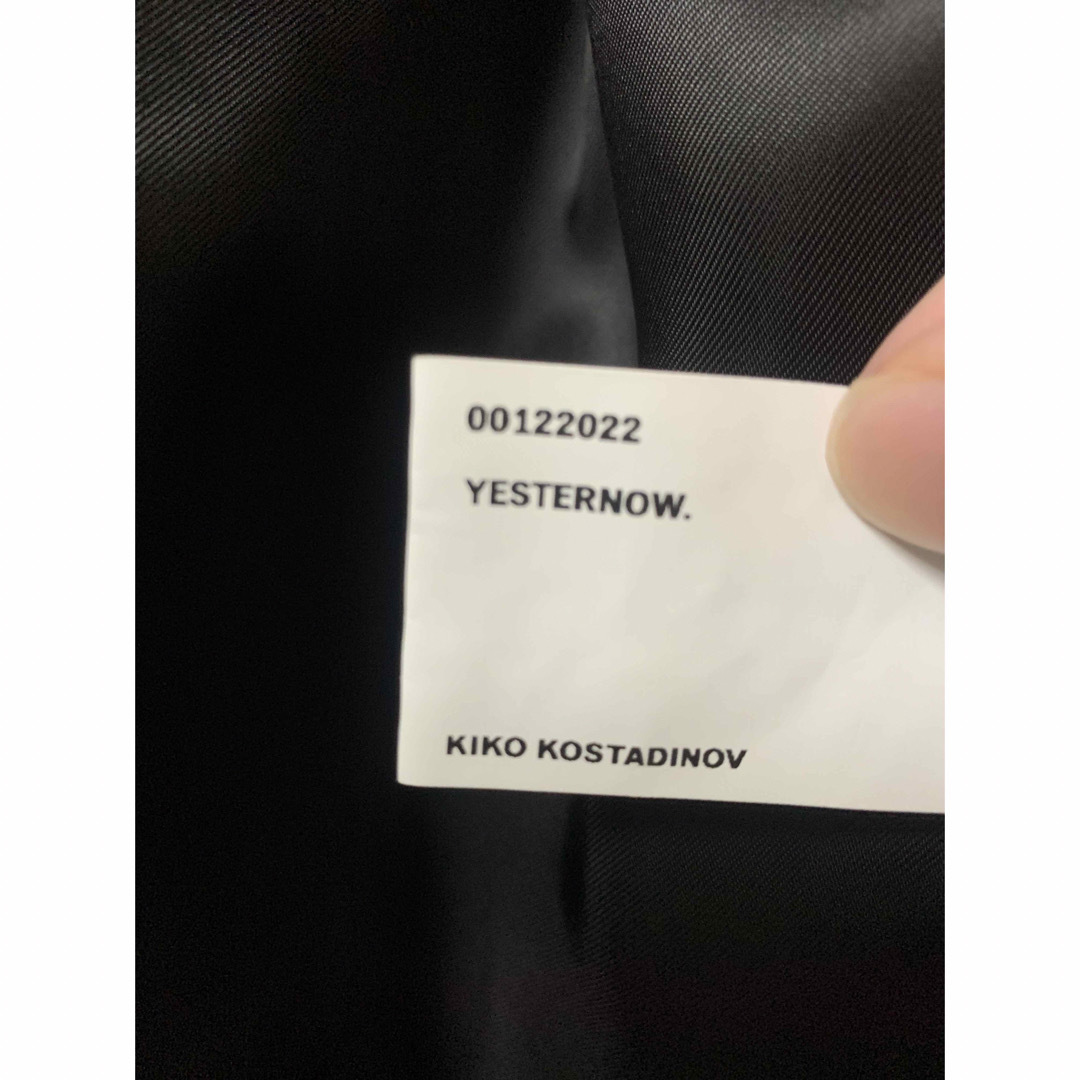 00122022
YESTERNOW.
KIKO KOSTADINOV